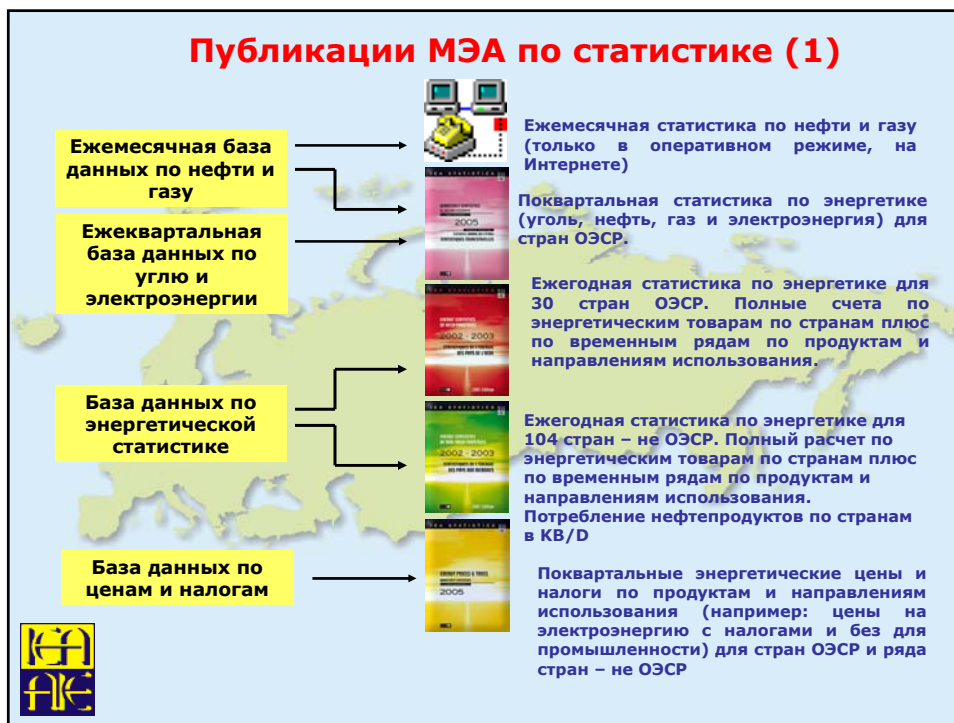 Публикации МЭА по статистике (1)
Ежемесячная база
данных по нефти и
газу
Ежемесячная статистика по нефти и газу
(только в оперативном режиме, на
Интернете)
Ежеквартальная
база данных по
углю и
электроэнергии
2005
Поквартальная статистика по энергетике
(уголь, нефть, газ и электроэнергия) для
стран ОЭСР.
База данных по
энергетической
статистике
2002 - 2003
Ежегодная статистика по энергетике для
30 стран ОЭСР. Полные счета по
энергетическим товарам по странам плюс
по временным рядам по продуктам и
направлениям использования.
2002 - 2003
Ежегодная статистика по энергетике для
104 стран – не ОЭСР. Полный расчет по
энергетическим товарам по странам плюс
по временным рядам по продуктам и
направлениям использования.
Потребление нефтепродуктов по странам
в KB/D
База данных по
ценам и налогам
ENERGY PRICES & TAXES
2005
Поквартальные энергетические цены и
налоги по продуктам и направлениям
использования (например: цены на
электроэнергию с налогами и без для
промышленности) для стран ОЭСР и ряда
стран – не ОЭСР
IEA
AIE